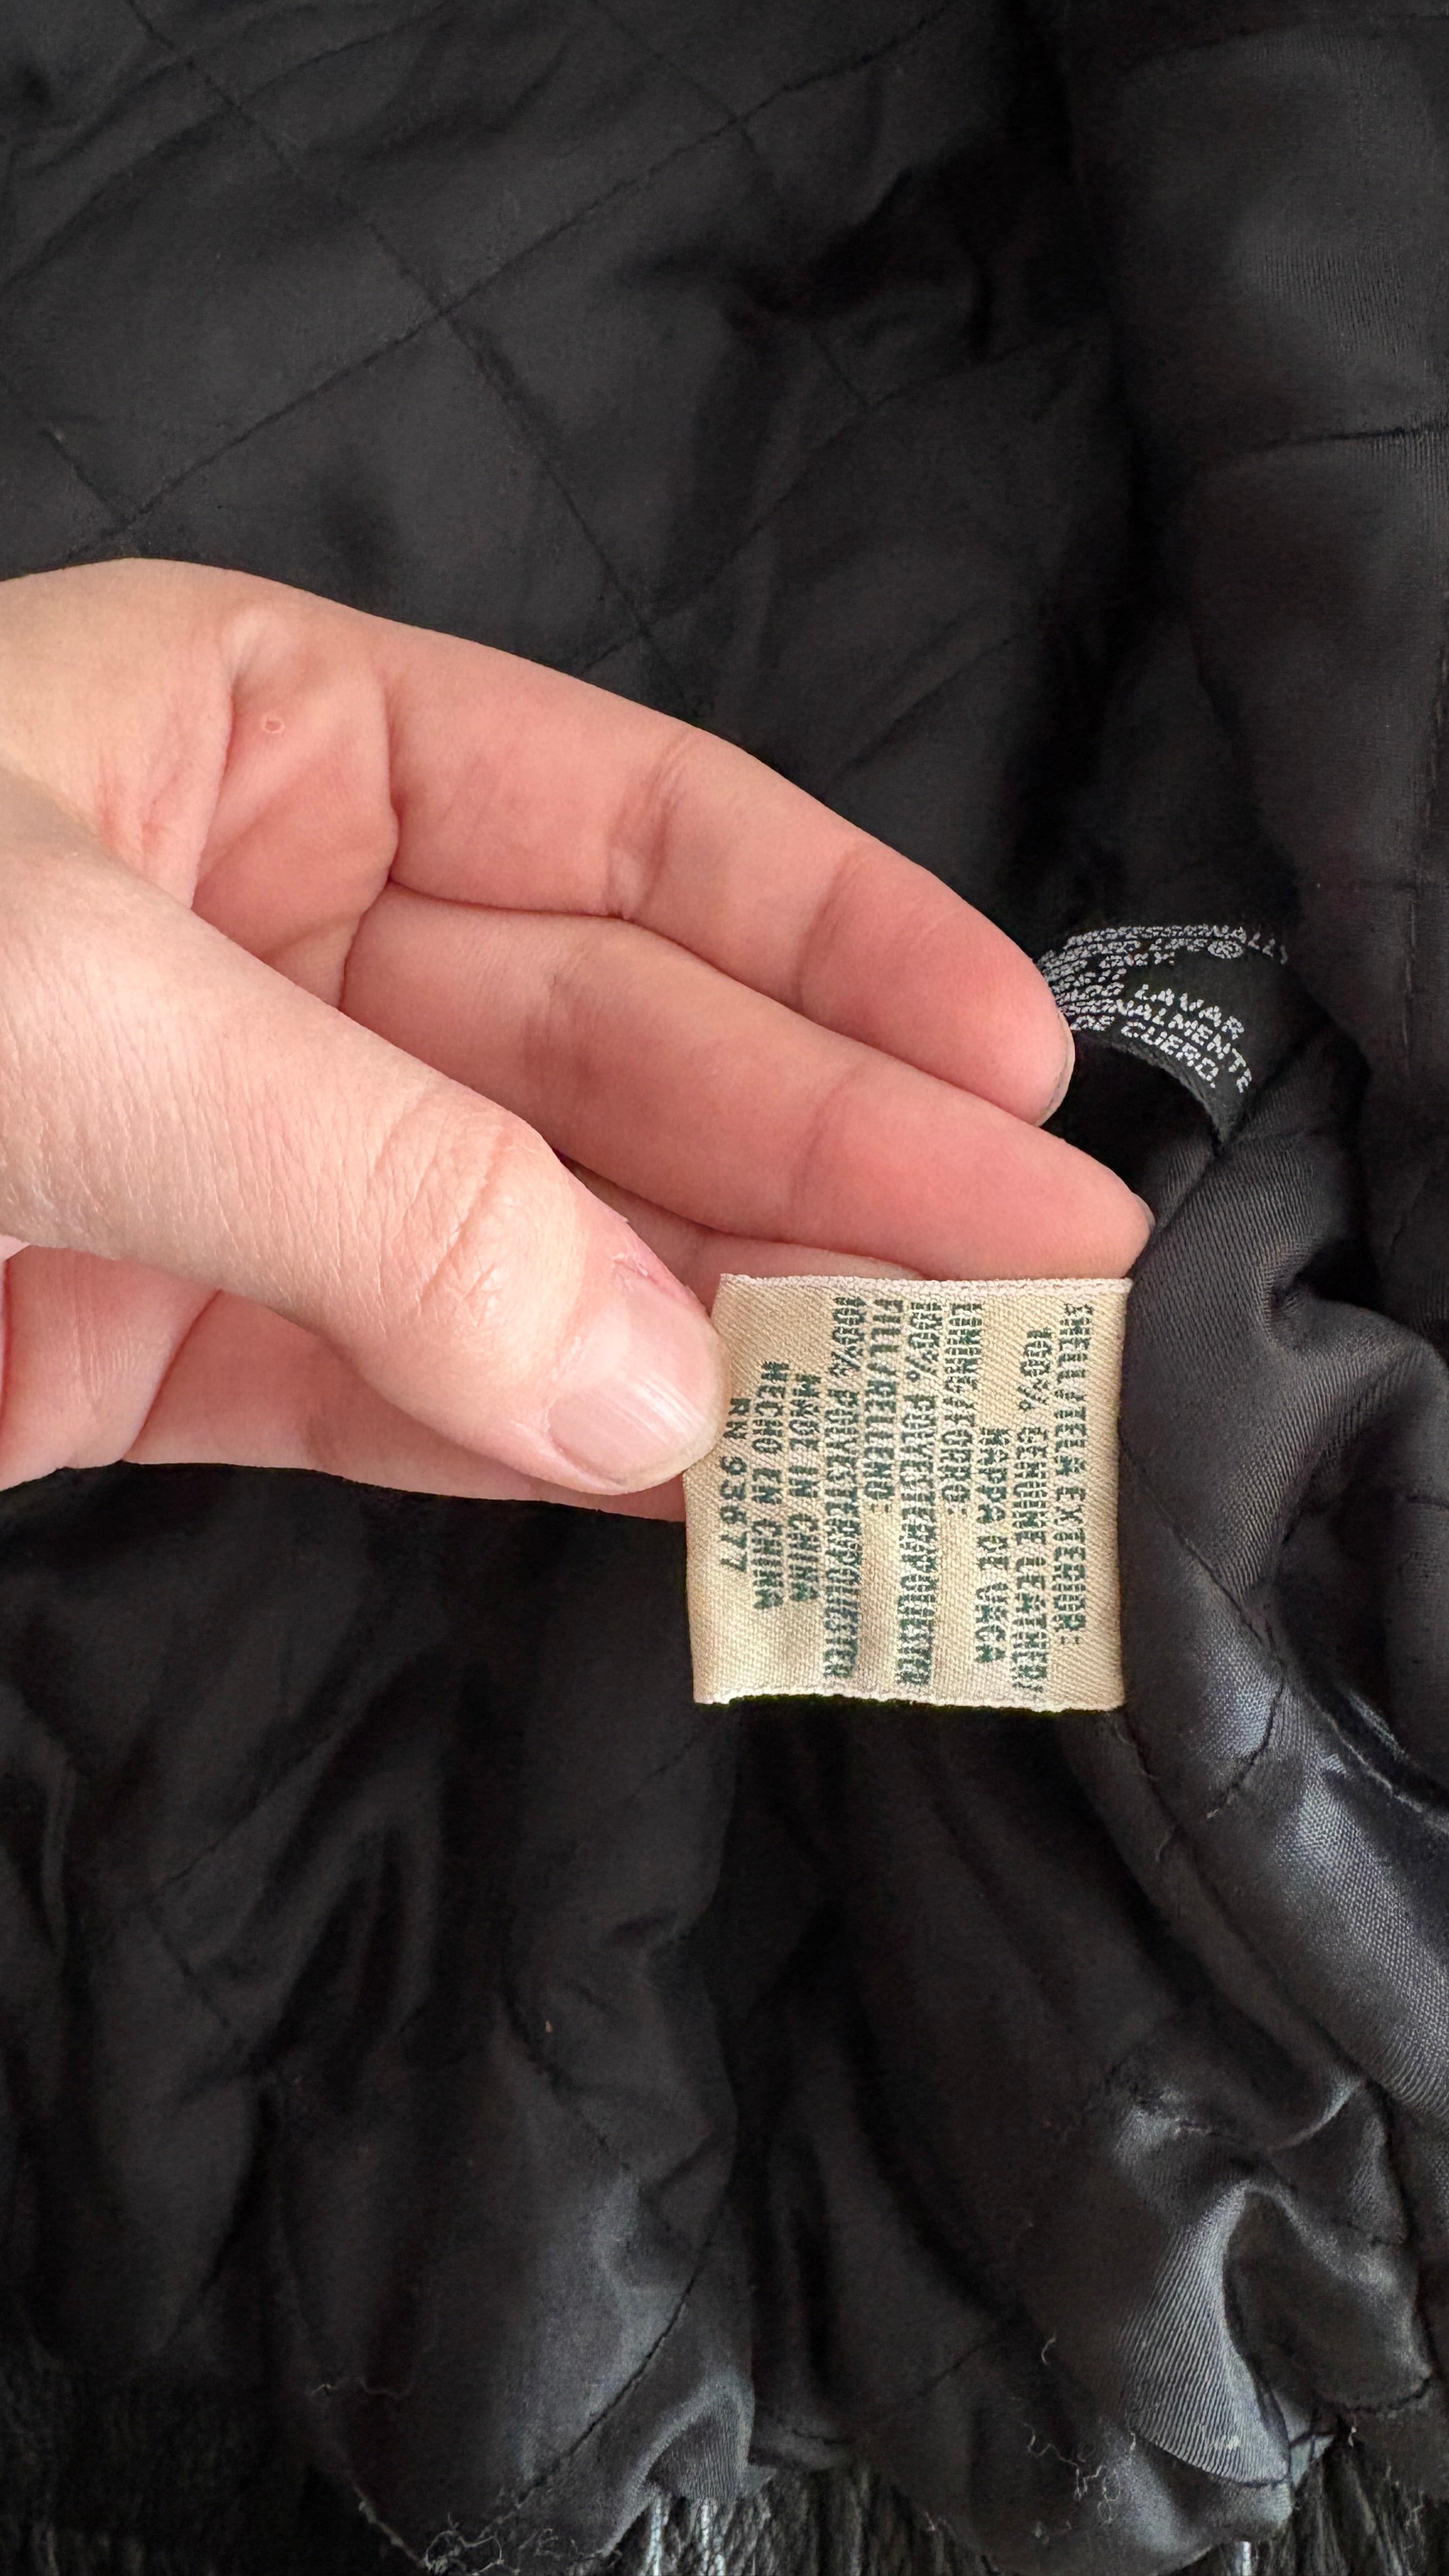 SHELL/TELA EXTERIOR:
100% GENUINE LEATHER/
NAPPA DE VACA
LINING/FORRO:
100% POLYESTER/POLIESTER
FILL/RELLENO:
100% POLYESTER/POLIESTER
MADE IN CHINA
HECHO EN CHINA
RN 93677
LAVAR
CUERO.